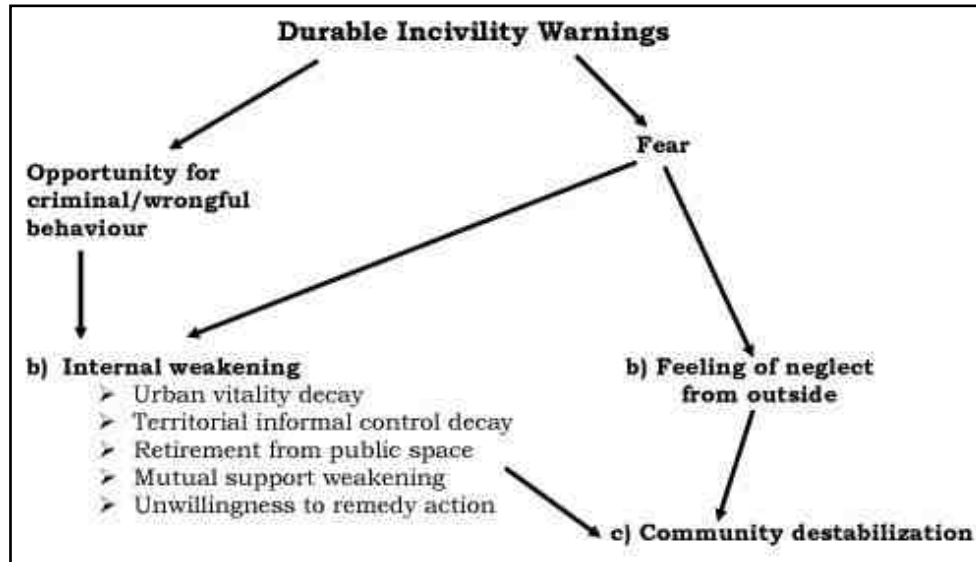 Durable Incivility Warnings
Fear
Opportunity for
criminal/wrongful
behaviour
b) Internal weakening
➢ Urban vitality decay
➢ Territorial informal control decay
➢ Retirement from public space
➢ Mutual support weakening
➢ Unwillingness to remedy action
b) Feeling of neglect
from outside
c) Community destabilization